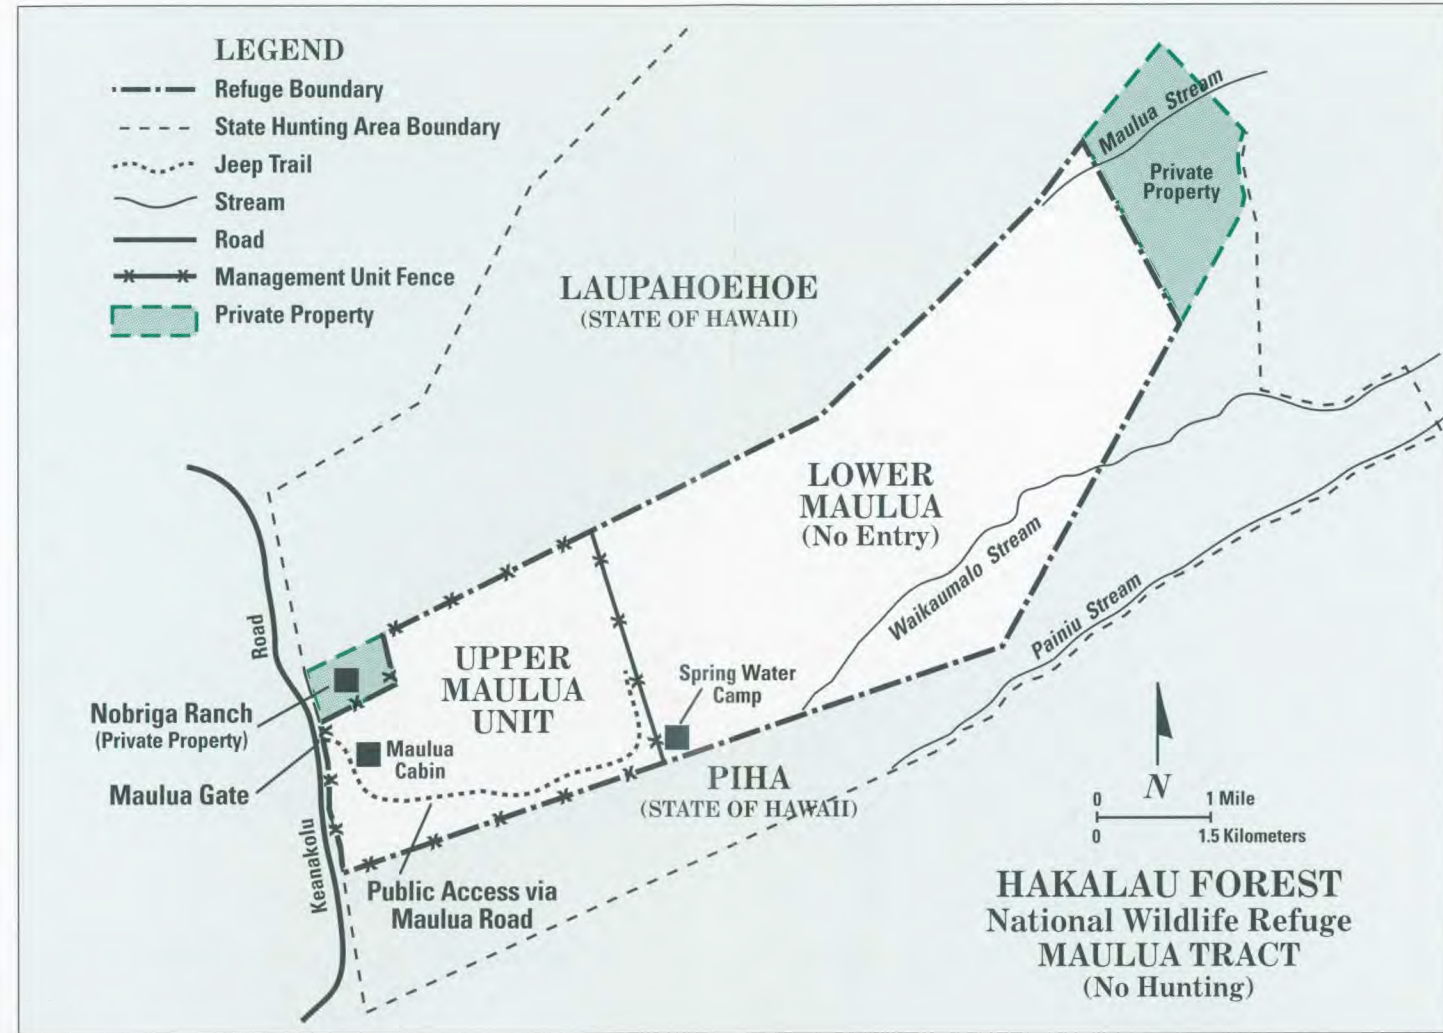 LEGEND
Refuge Boundary
State Hunting Area Boundary
Jeep Trail
Stream
Road
Management Unit Fence
Private Property
Maulua Stream
Private
Property
LAUPAHOEHOE
(STATE OF HAWAII)
LOWER
MAULUA
(No Entry)
Waikaumalo Stream
Painiu Stream
Road
UPPER
MAULUA
UNIT
Spring Water
Camp
Nobriga Ranch
(Private Property)
Maulua
Cabin
Maulua Gate
PIHA
(STATE OF HAWAII)
Keanakolu
Public Access via
Maulua Road
N
0 1 Mile
0 1.5 Kilometers
HAKALAU FOREST
National Wildlife Refuge
MAULUA TRACT
(No Hunting)